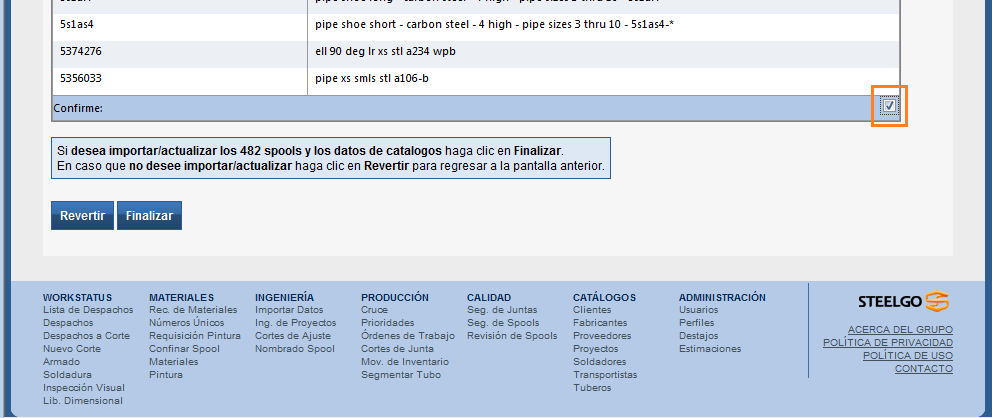 5s1as4 pipe shoe short - carbon steel - 4 high - pipe sizes 3 thru 10 - 5s1as4-*
5374276 ell 90 deg lr xs stl a234 wpb
5356033 pipe xs smls stl a106-b
Confirme:
Si desea importar/actualizar los 482 spools y los datos de catalogos haga clic en Finalizar.
En caso que no desee importar/actualizar haga clic en Revertir para regresar a la pantalla anterior.
Revertir Finalizar
WORKSTATUS
Lista de Despachos
Despachos
Despachos a Corte
Nuevo Corte
Armado
Soldadura
Inspección Visual
Lib. Dimensional
MATERIALES
Rec. de Materiales
Números Únicos
Requisición Pintura
Confinar Spool
Materiales
Pintura
INGENIERÍA
Importar Datos
Ing. de Proyectos
Cortes de Ajuste
Nombrado Spool
PRODUCCIÓN
Cruce
Prioridades
Órdenes de Trabajo
Cortes de Junta
Mov. de Inventario
Segmentar Tubo
CALIDAD
Seg. de Juntas
Seg. de Spools
Revisión de Spools
CATÁLOGOS
Clientes
Fabricantes
Proveedores
Proyectos
Soldadores
Transportistas
Tuberos
ADMINISTRACIÓN
Usuarios
Perfiles
Destajos
Estimaciones
STEELGO
ACERCA DEL GRUPO
POLÍTICA DE PRIVACIDAD
POLÍTICA DE USO
CONTACTO